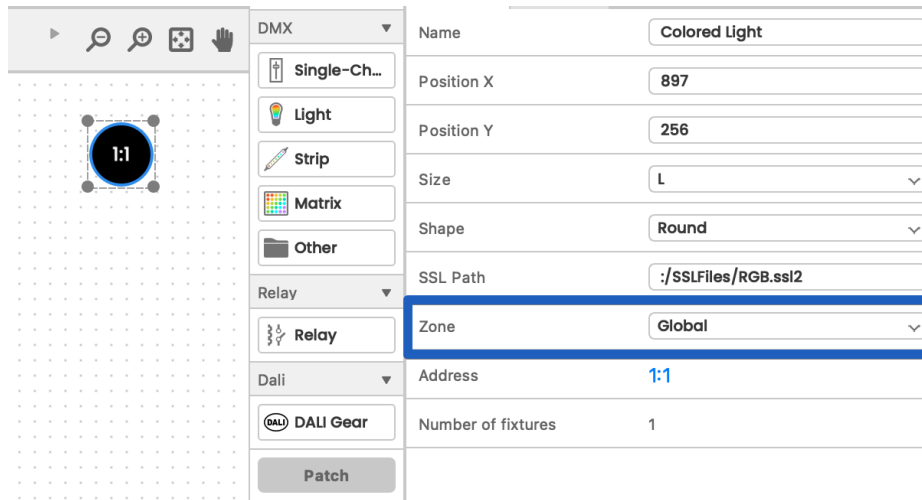 1:1
DMX
Single-Ch...
Light
Strip
Matrix
Other
Relay
Relay
Dali
DALI DALI Gear
Patch
Name Colored Light
Position X 897
Position Y 256
Size L
Shape Round
SSL Path :/SSLFiles/RGB.ssl2
Zone Global
Address 1:1
Number of fixtures 1